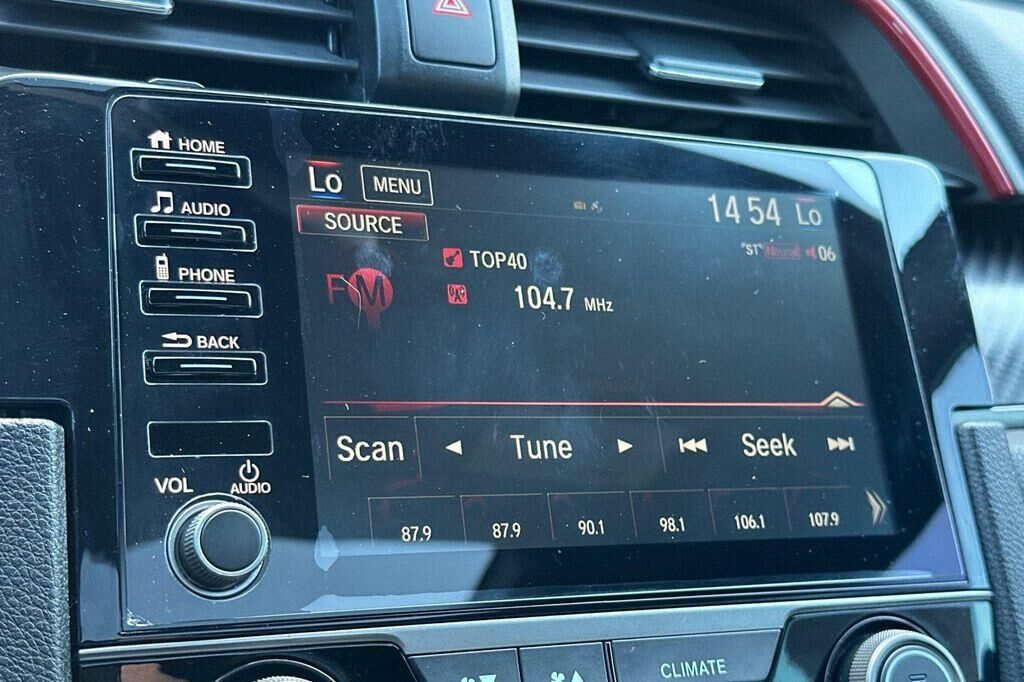 HOME
AUDIO
PHONE
BACK
VOL
AUDIO
Lo MENU
14 54 Lo
SOURCE
"ST" Neural 06
FM
TOP40
104.7 MHz
Scan
Tune
Seek
87.9 87.9 90.1 98.1 106.1 107.9
CLIMATE